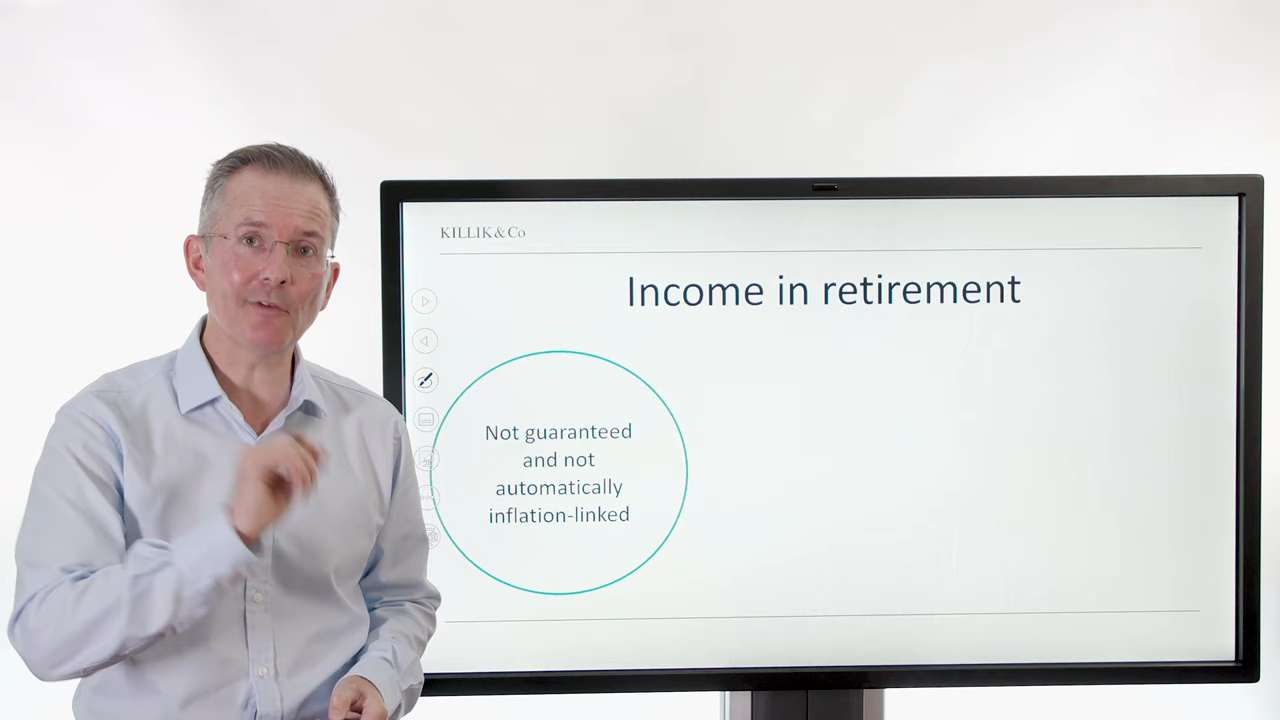 KILLIK & Co
Income in retirement
Not guaranteed
and not
automatically
inflation-linked